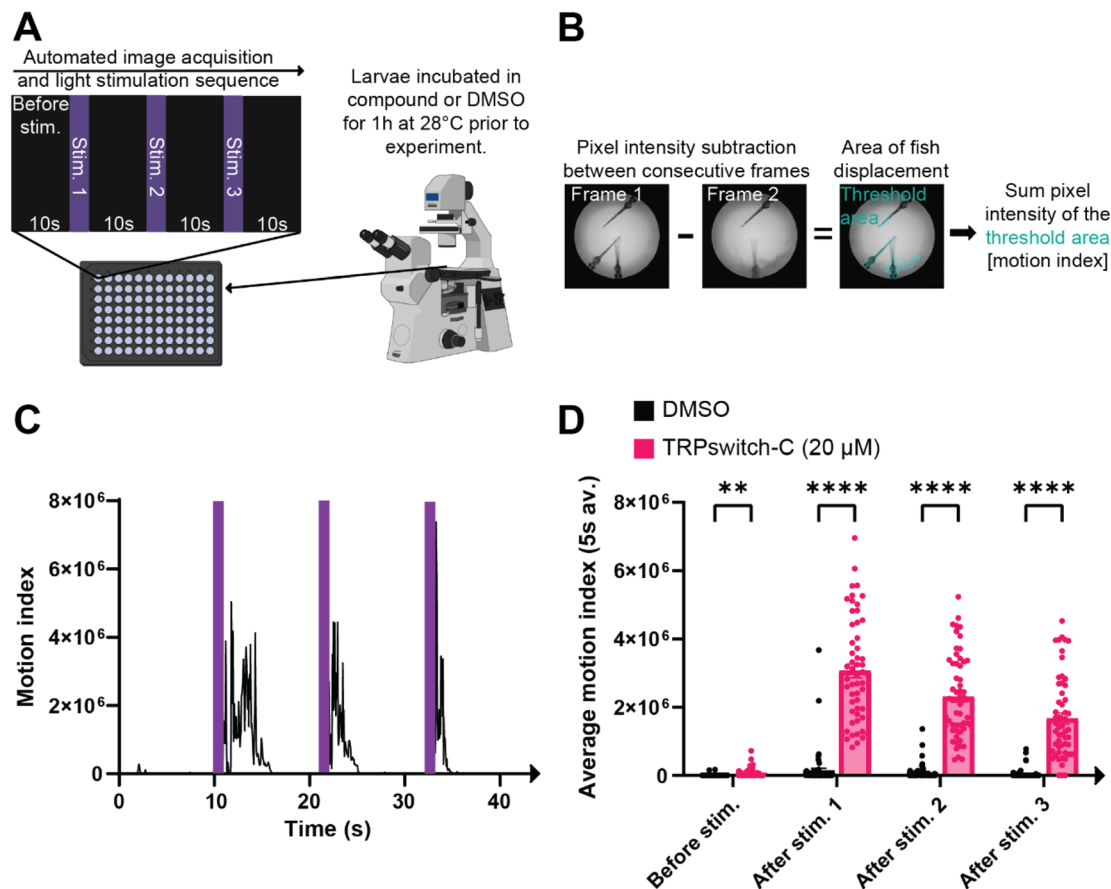 A
Automated image acquisition
and light stimulation sequence
Before
stim.
Stim. 1
Stim. 2
Stim. 3
10s
10s
10s
10s
Larvae incubated in
compound or DMSO
for 1h at 28°C prior to
experiment.
B
Pixel intensity subtraction
between consecutive frames
Area of fish
displacement
Frame 1
Frame 2
Threshold
area
Sum pixel
intensity of the
threshold area
[motion index]
C
Motion index
8×10⁶
6×10⁶
4×10⁶
2×10⁶
0
0
10
20
30
40
Time (s)
D
DMSO
TRPswitch-C (20 μM)
Average motion index (5s av.)
8×10⁶
6×10⁶
4×10⁶
2×10⁶
0
**
****
****
****
Before stim.
After stim. 1
After stim. 2
After stim. 3